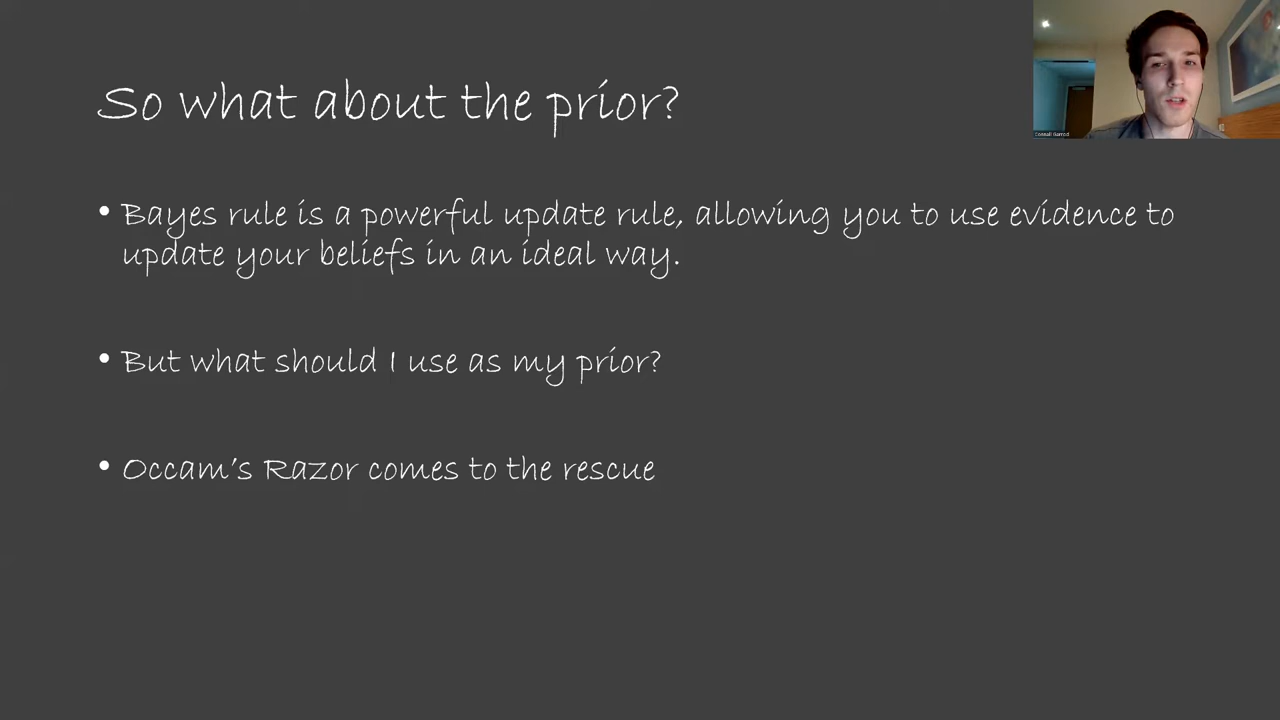 So what about the prior?
• Bayes rule is a powerful update rule, allowing you to use evidence to
update your beliefs in an ideal way.
• But what should I use as my prior?
• Occam's Razor comes to the rescue